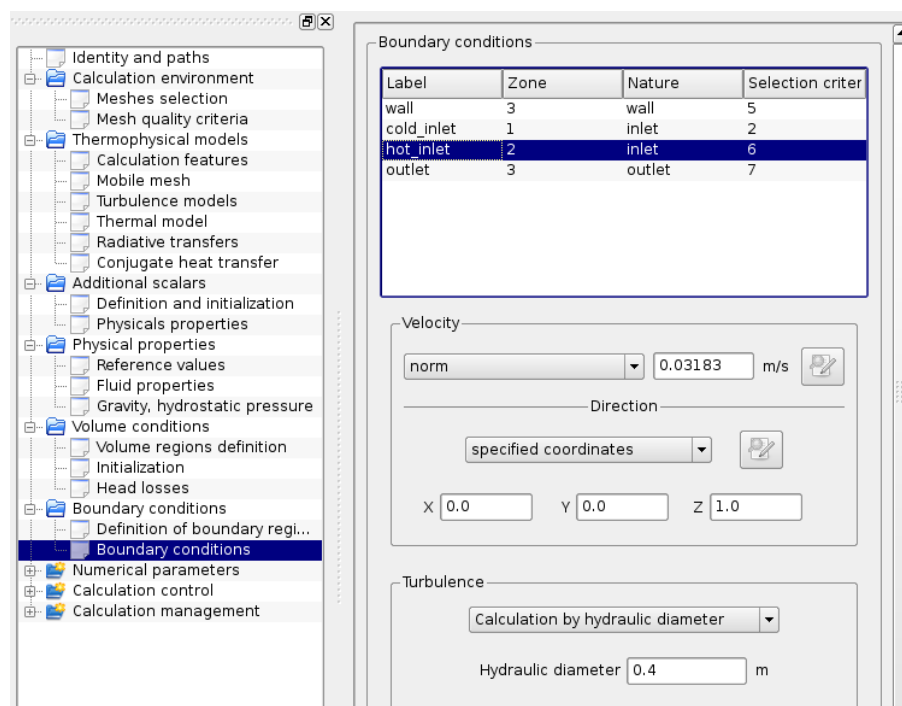 Identity and paths
Calculation environment
Meshes selection
Mesh quality criteria
Thermophysical models
Calculation features
Mobile mesh
Turbulence models
Thermal model
Radiative transfers
Conjugate heat transfer
Additional scalars
Definition and initialization
Physicals properties
Physical properties
Reference values
Fluid properties
Gravity, hydrostatic pressure
Volume conditions
Volume regions definition
Initialization
Head losses
Boundary conditions
Definition of boundary regi...
Boundary conditions
Numerical parameters
Calculation control
Calculation management
Boundary conditions
Label Zone Nature Selection criter
wall 3 wall 5
cold_inlet 1 inlet 2
hot_inlet 2 inlet 6
outlet 3 outlet 7
Velocity
norm 0.03183 m/s
Direction
specified coordinates
X 0.0 Y 0.0 Z 1.0
Turbulence
Calculation by hydraulic diameter
Hydraulic diameter 0.4 m